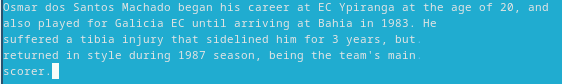 Osmar dos Santos Machado began his career at EC Ypiranga at the age of 20, and
also played for Galicia EC until arriving at Bahia in 1983. He
suffered a tibia injury that sidelined him for 3 years, but
returned in style during 1987 season, being the team's main
scorer.